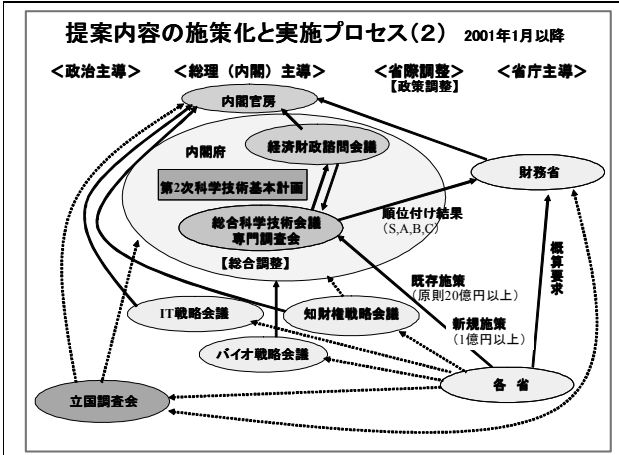 提案内容の施策化と実施プロセス(2) 2001年1月以降
<政治主導> <総理(内閣)主導> <省際調整> <省庁主導>
【政策調整】
内閣官房
内閣府
経済財政諮問会議
財務省
第2次科学技術基本計画
総合科学技術会議
専門調査会
順位付け結果
(S,A,B,C)
【総合調整】
概算要求
既存施策
(原則20億円以上)
IT戦略会議
知財権戦略会議
新規施策
(1億円以上)
バイオ戦略会議
各 省
立国調査会